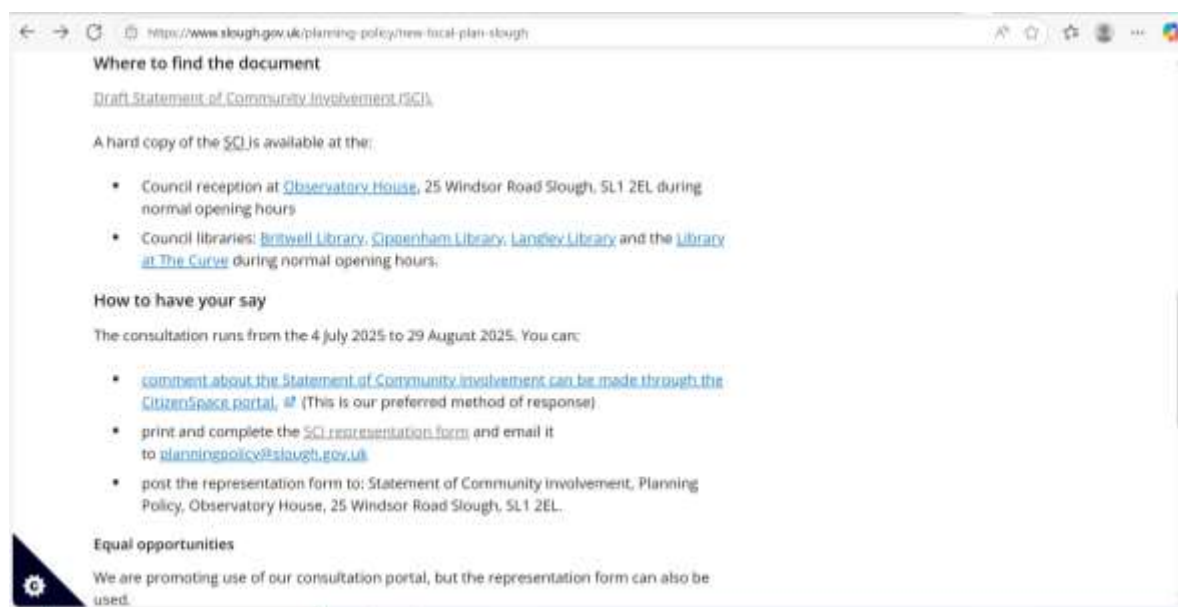 https://www.slough.gov.uk/planning-policy/new-local-plan-slough
Where to find the document
Draft Statement of Community Involvement (SCI).
A hard copy of the SCI is available at the:
Council reception at Observatory House, 25 Windsor Road Slough, SL1 2EL during
normal opening hours
Council libraries: Britwell Library, Cippenham Library, Langley Library and the Library
at The Curve during normal opening hours.
How to have your say
The consultation runs from the 4 July 2025 to 29 August 2025. You can:
comment about the Statement of Community Involvement can be made through the
CitizenSpace portal. (This is our preferred method of response)
print and complete the SCI representation form and email it
to planningpolicy@slough.gov.uk
post the representation form to: Statement of Community Involvement, Planning
Policy, Observatory House, 25 Windsor Road Slough, SL1 2EL.
Equal opportunities
We are promoting use of our consultation portal, but the representation form can also be
used.